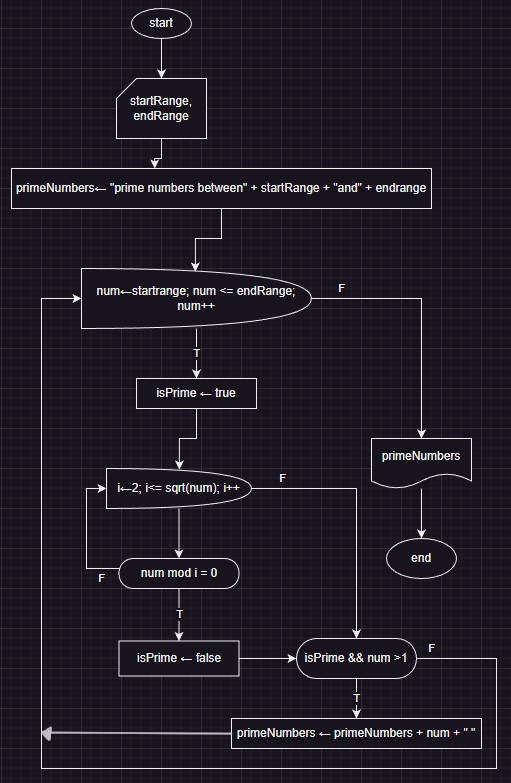 start
startRange,
endRange
primeNumbers← "prime numbers between" + startRange + "and" + endrange
num←startrange; num <= endRange;
num++
F
T
isPrime ← true
primeNumbers
i←2; i<= sqrt(num); i++
F
end
num mod i = 0
F
T
isPrime ← false
isPrime && num >1
F
T
primeNumbers ← primeNumbers + num + " "